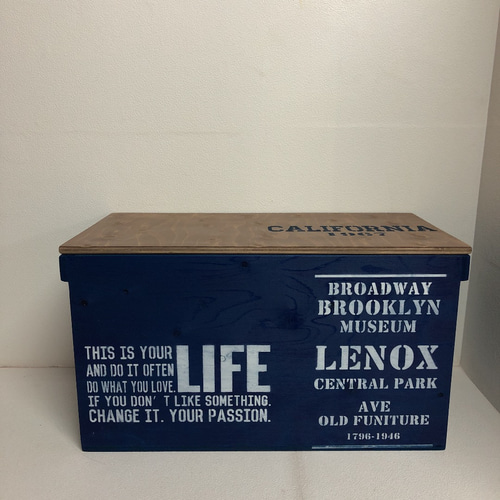 CALIFORNIA
1967
THIS IS YOUR LIFE
AND DO IT OFTEN
DO WHAT YOU LOVE.
IF YOU DON'T LIKE SOMETHING.
CHANGE IT. YOUR PASSION.
BROADWAY
BROOKLYN
MUSEUM
LENOX
CENTRAL PARK
AVE
OLD FUNITURE
1796-1946